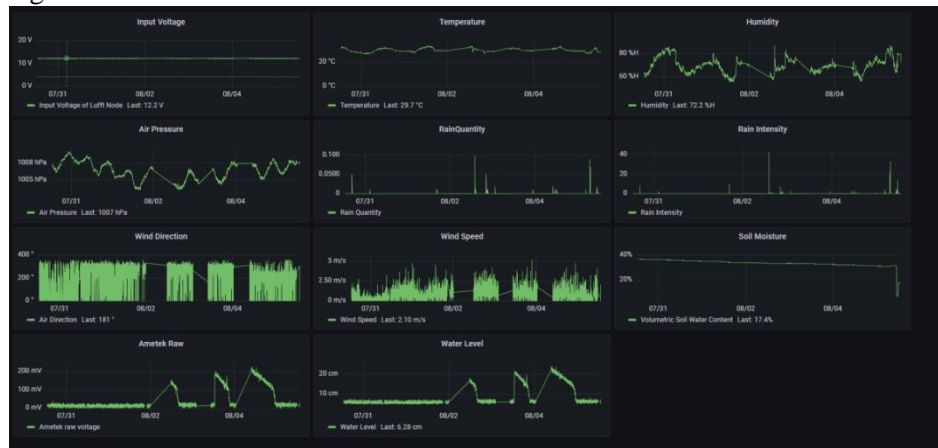 Input Voltage
20 V
10 V
0 V
07/31 08/02 08/04
Input Voltage of Lufft Node Last: 12.2 V
Temperature
20 °C
0 °C
07/31 08/02 08/04
Temperature Last: 29.7 °C
Humidity
80 %H
60 %H
07/31 08/02 08/04
Humidity Last: 72.2 %H
Air Pressure
1008 hPa
1005 hPa
07/31 08/02 08/04
Air Pressure Last: 1007 hPa
RainQuantity
0.100
0.0500
0
07/31 08/02 08/04
Rain Quantity
Rain Intensity
40
20
0
07/31 08/02 08/04
Rain Intensity
Wind Direction
400 °
200 °
0 °
07/31 08/02 08/04
Air Direction Last: 181 °
Wind Speed
5 m/s
2.50 m/s
0 m/s
07/31 08/02 08/04
Wind Speed Last: 2.10 m/s
Soil Moisture
40%
20%
07/31 08/02 08/04
Volumetric Soil Water Content Last: 17.4%
Ametek Raw
200 mV
100 mV
0 mV
07/31 08/02 08/04
Ametek raw voltage
Water Level
20 cm
10 cm
07/31 08/02 08/04
Water Level Last: 6.28 cm